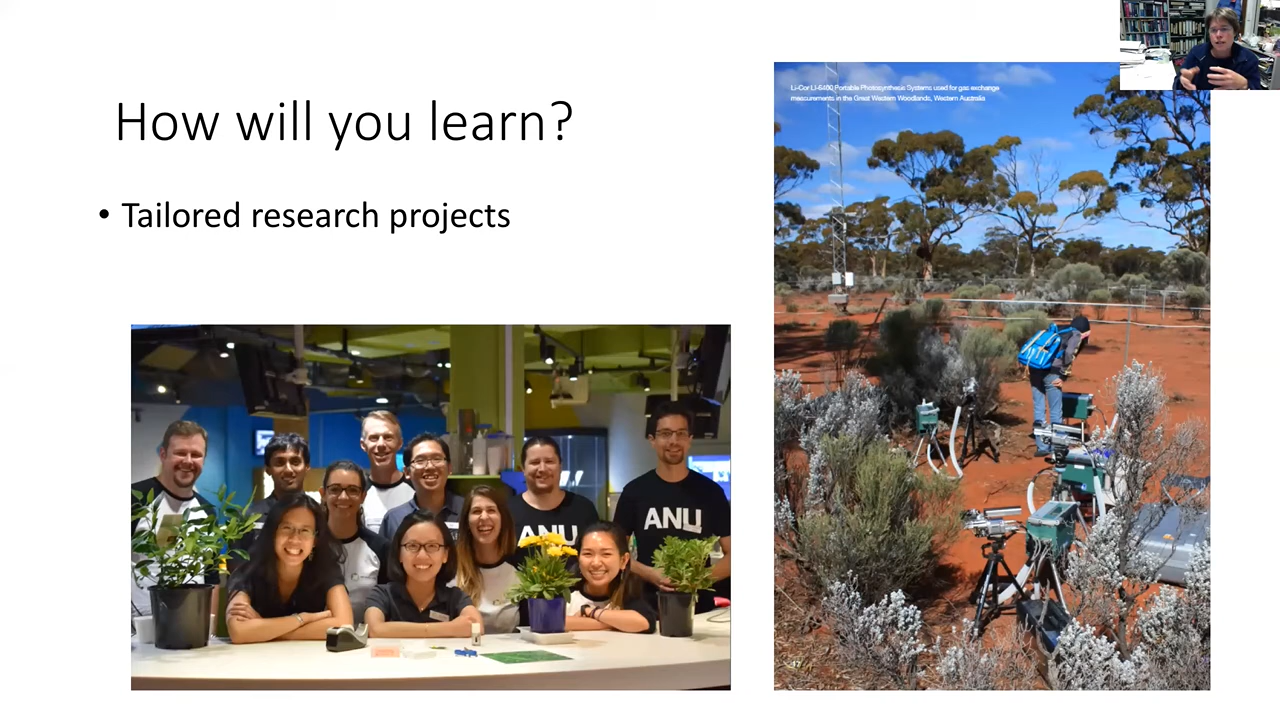 How will you learn?
• Tailored research projects
Li-Cor LI-6400 Portable Photosynthesis Systems used for gas exchange
measurements in the Great Western Woodlands, Western Australia
ANU
ANU